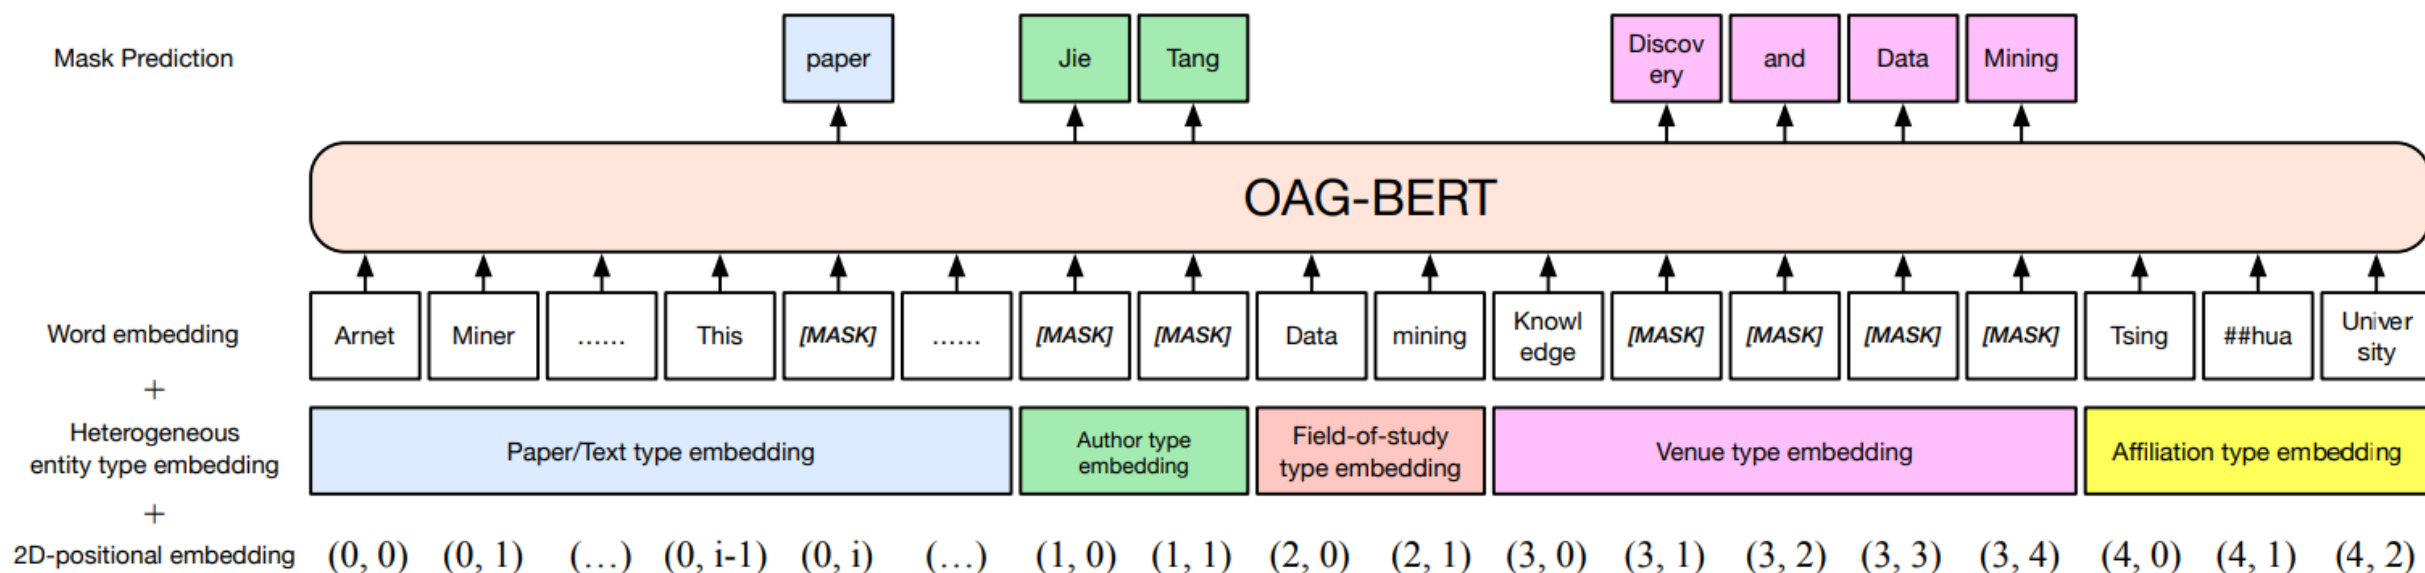 Mask Prediction
paper
Jie
Tang
Discov
ery
and
Data
Mining
OAG-BERT
Word embedding
Arnet
Miner
......
This
[MASK]
......
[MASK]
[MASK]
Data
mining
Knowl
edge
[MASK]
[MASK]
[MASK]
[MASK]
Tsing
##hua
Univer
sity
+
Heterogeneous
entity type embedding
Paper/Text type embedding
Author type
embedding
Field-of-study
type embedding
Venue type embedding
Affiliation type embedding
+
2D-positional embedding
(0, 0)
(0, 1)
(...)
(0, i-1)
(0, i)
(...)
(1, 0)
(1, 1)
(2, 0)
(2, 1)
(3, 0)
(3, 1)
(3, 2)
(3, 3)
(3, 4)
(4, 0)
(4, 1)
(4, 2)